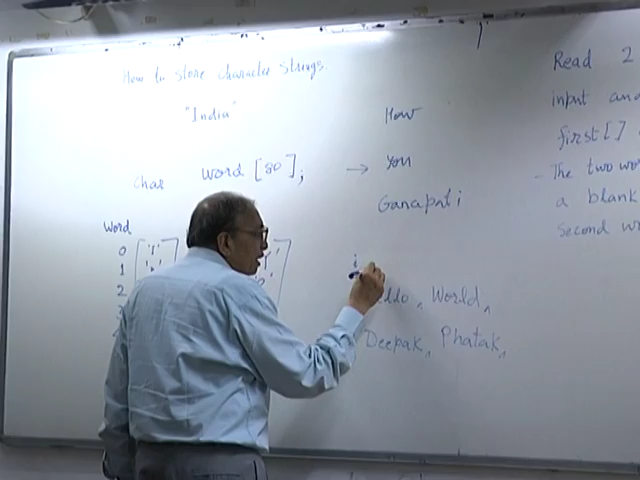 How to store character strings.
"India"
char word [80];
word
0 'I'
1
2
How
→ you
Ganapati
i
World
Deepak Phatak
Read 2
input and
first[]
- The two
a blank
second